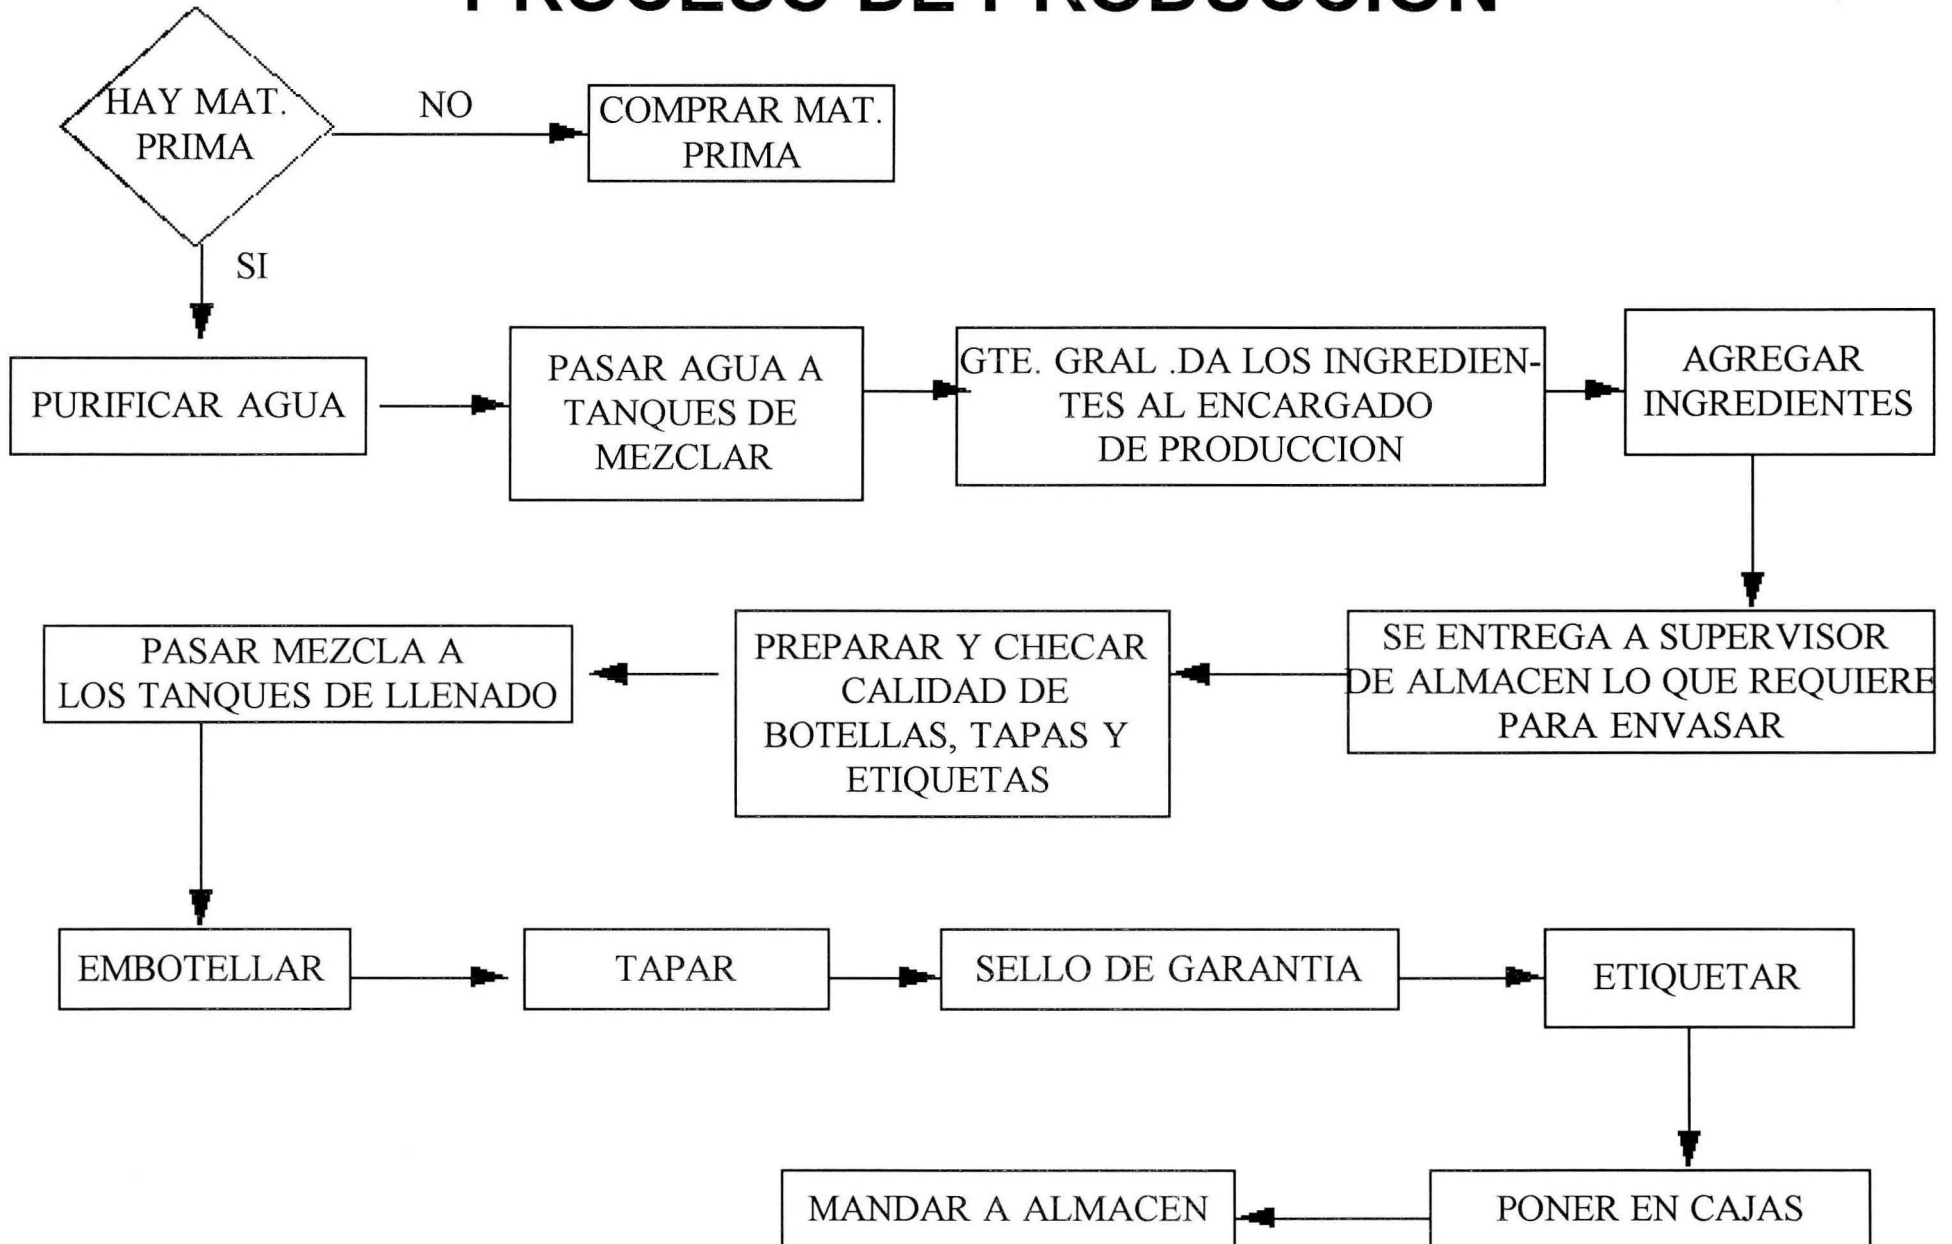 PROCESO DE PRODUCCION
HAY MAT.
PRIMA
NO
COMPRAR MAT.
PRIMA
SI
PURIFICAR AGUA
PASAR AGUA A
TANQUES DE
MEZCLAR
GTE. GRAL .DA LOS INGREDIEN-
TES AL ENCARGADO
DE PRODUCCION
AGREGAR
INGREDIENTES
SE ENTREGA A SUPERVISOR
DE ALMACEN LO QUE REQUIERE
PARA ENVASAR
PREPARAR Y CHECAR
CALIDAD DE
BOTELLAS, TAPAS Y
ETIQUETAS
PASAR MEZCLA A
LOS TANQUES DE LLENADO
EMBOTELLAR
TAPAR
SELLO DE GARANTIA
ETIQUETAR
PONER EN CAJAS
MANDAR A ALMACEN